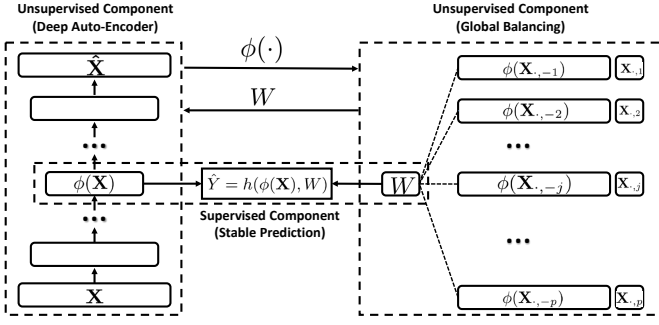 Unsupervised Component
(Deep Auto-Encoder)
Unsupervised Component
(Global Balancing)
X̂
ϕ(·)
W
...
ϕ(X)
Ŷ = h(ϕ(X), W)
W
Supervised Component
(Stable Prediction)
...
X
ϕ(X·,−1)
X·,1
ϕ(X·,−2)
X·,2
...
ϕ(X·,−j)
X·,j
...
ϕ(X·,−p)
X·,p